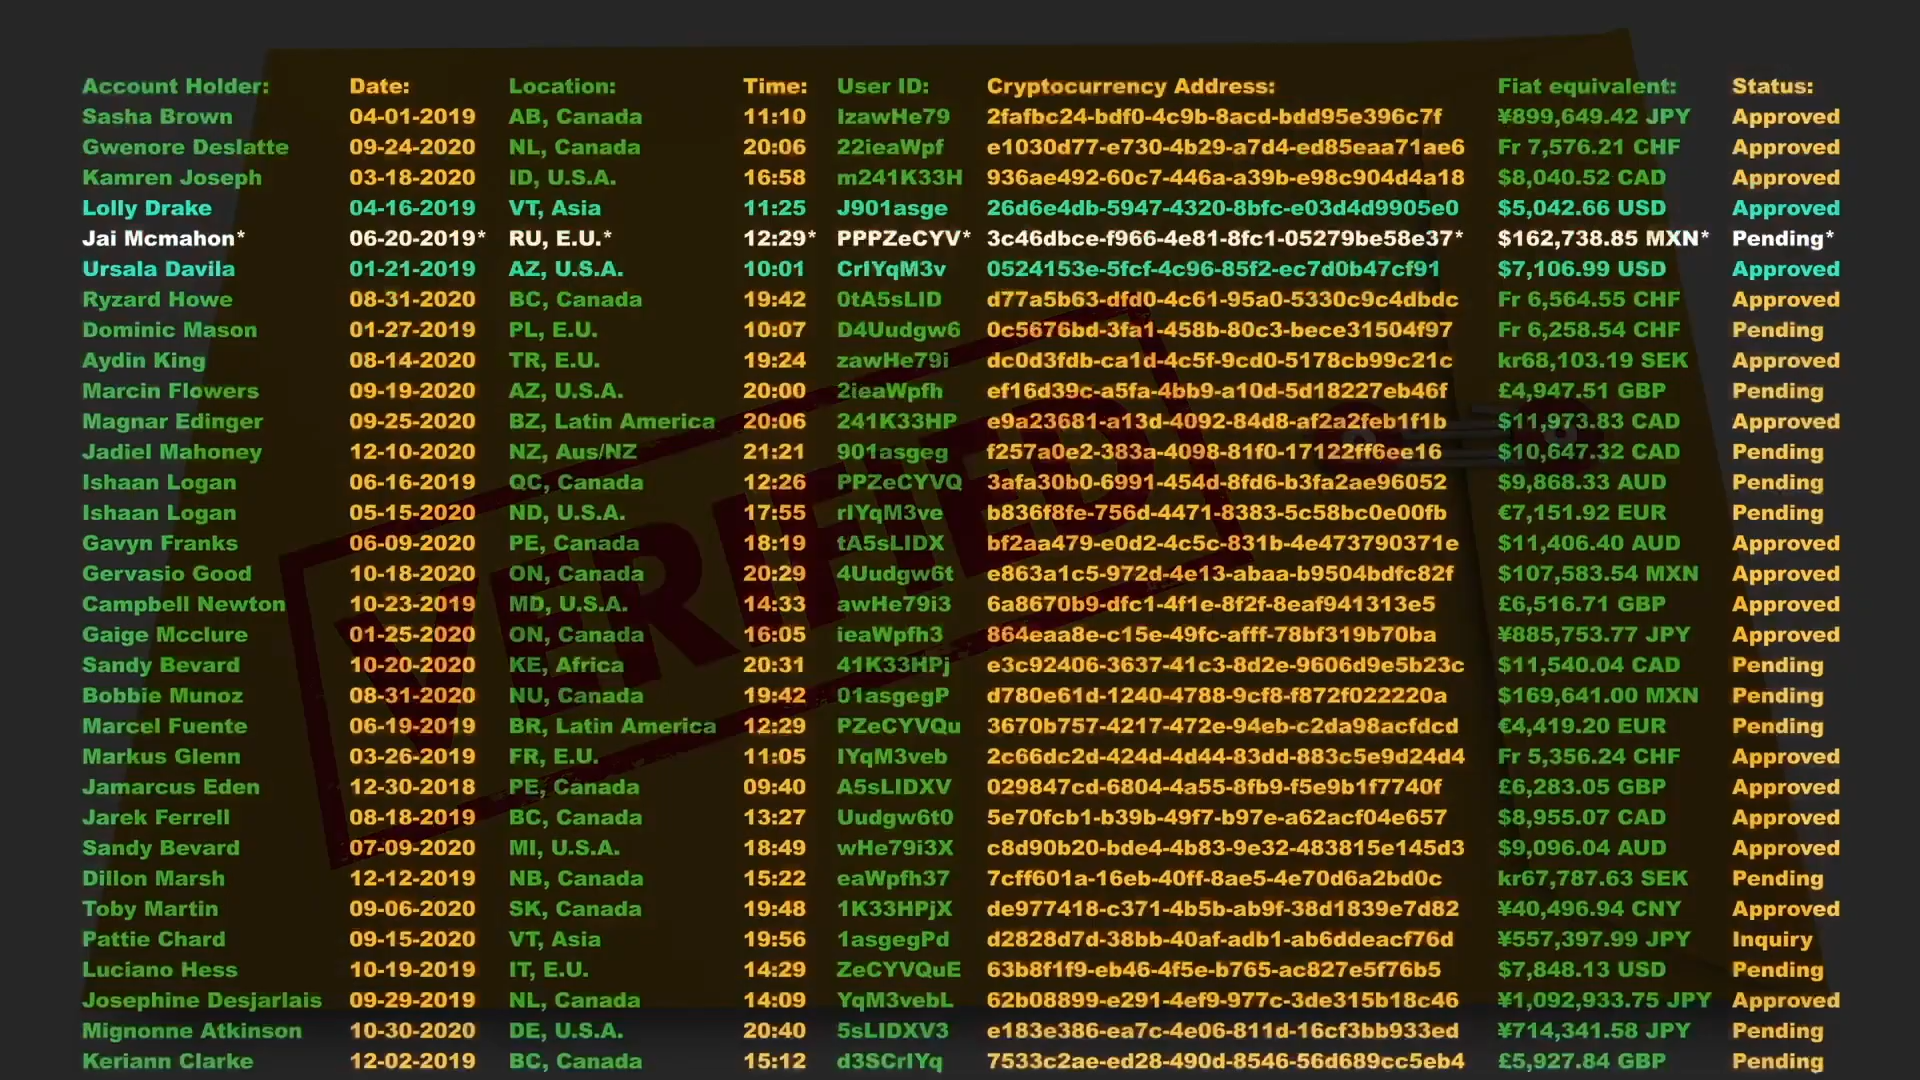 Account Holder: Date: Location: Time: User ID: Cryptocurrency Address: Fiat equivalent: Status:
Sasha Brown 04-01-2019 AB, Canada 11:10 IzawHe79 2fafbc24-bdf0-4c9b-8acd-bdd95e396c7f ¥899,649.42 JPY Approved
Gwenore Deslatte 09-24-2020 NL, Canada 20:06 22ieaWpf e1030d77-e730-4b29-a7d4-ed85eaa71ae6 Fr 7,576.21 CHF Approved
Kamren Joseph 03-18-2020 ID, U.S.A. 16:58 m241K33H 936ae492-60c7-446a-a39b-e98c904d4a18 $8,040.52 CAD Approved
Lolly Drake 04-16-2019 VT, Asia 11:25 J901asge 26d6e4db-5947-4320-8bfc-e03d4d9905e0 $5,042.66 USD Approved
Jai Mcmahon* 06-20-2019* RU, E.U.* 12:29* PPPZeCYV* 3c46dbce-f966-4e81-8fc1-05279be58e37* $162,738.85 MXN* Pending*
Ursala Davila 01-21-2019 AZ, U.S.A. 10:01 CrIYqM3v 0524153e-5fcf-4c96-85f2-ec7d0b47cf91 $7,106.99 USD Approved
Ryzard Howe 08-31-2020 BC, Canada 19:42 0tA5sLID d77a5b63-dfd0-4c61-95a0-5330c9c4dbdc Fr 6,564.55 CHF Approved
Dominic Mason 01-27-2019 PL, E.U. 10:07 D4Uudgw6 0c5676bd-3fa1-458b-80c3-bece31504f97 Fr 6,258.54 CHF Pending
Aydin King 08-14-2020 TR, E.U. 19:24 zawHe79i dc0d3fdb-ca1d-4c5f-9cd0-5178cb99c21c kr68,103.19 SEK Approved
Marcin Flowers 09-19-2020 AZ, U.S.A. 20:00 2ieaWpfh ef16d39c-a5fa-4bb9-a10d-5d18227eb46f £4,947.51 GBP Pending
Magnar Edinger 09-25-2020 BZ, Latin America 20:06 241K33HP e9a23681-a13d-4092-84d8-af2a2feb1f1b $11,973.83 CAD Approved
Jadiel Mahoney 12-10-2020 NZ, Aus/NZ 21:21 901asgeg f257a0e2-383a-4098-81f0-17122ff6ee16 $10,647.32 CAD Pending
Ishaan Logan 06-16-2019 QC, Canada 12:26 PPZeCYVQ 3afa30b0-6991-454d-8fd6-b3fa2ae96052 $9,868.33 AUD Pending
Ishaan Logan 05-15-2020 ND, U.S.A. 17:55 rIYqM3ve b836f8fe-756d-4471-8383-5c58bc0e00fb €7,151.92 EUR Pending
Gavyn Franks 06-09-2020 PE, Canada 18:19 tA5sLIDX bf2aa479-e0d2-4c5c-831b-4e473790371e $11,406.40 AUD Approved
Gervasio Good 10-18-2020 ON, Canada 20:29 4Uudgw6t e863a1c5-972d-4e13-abaa-b9504bdfc82f $107,583.54 MXN Approved
Campbell Newton 10-23-2019 MD, U.S.A. 14:33 awHe79i3 6a8670b9-dfc1-4f1e-8f2f-8eaf941313e5 £6,516.71 GBP Approved
Gaige Mcclure 01-25-2020 ON, Canada 16:05 ieaWpfh3 864eaa8e-c15e-49fc-afff-78bf319b70ba ¥885,753.77 JPY Approved
Sandy Bevard 10-20-2020 KE, Africa 20:31 41K33HPj e3c92406-3637-41c3-8d2e-9606d9e5b23c $11,540.04 CAD Pending
Bobbie Munoz 08-31-2020 NU, Canada 19:42 01asgegP d780e61d-1240-4788-9cf8-f872f022220a $169,641.00 MXN Pending
Marcel Fuente 06-19-2019 BR, Latin America 12:29 PZeCYVQu 3670b757-4217-472e-94eb-c2da98acfdcd €4,419.20 EUR Pending
Markus Glenn 03-26-2019 FR, E.U. 11:05 IYqM3veb 2c66dc2d-424d-4d44-83dd-883c5e9d24d4 Fr 5,356.24 CHF Approved
Jamarcus Eden 12-30-2018 PE, Canada 09:40 A5sLIDXV 029847cd-6804-4a55-8fb9-f5e9b1f7740f £6,283.05 GBP Approved
Jarek Ferrell 08-18-2019 BC, Canada 13:27 Uudgw6t0 5e70fcb1-b39b-49f7-b97e-a62acf04e657 $8,955.07 CAD Approved
Sandy Bevard 07-09-2020 MI, U.S.A. 18:49 wHe79i3X c8d90b20-bde4-4b83-9e32-483815e145d3 $9,096.04 AUD Approved
Dillon Marsh 12-12-2019 NB, Canada 15:22 eaWpfh37 7cff601a-16eb-40ff-8ae5-4e70d6a2bd0c kr67,787.63 SEK Pending
Toby Martin 09-06-2020 SK, Canada 19:48 1K33HPjX de977418-c371-4b5b-ab9f-38d1839e7d82 ¥40,496.94 CNY Approved
Pattie Chard 09-15-2020 VT, Asia 19:56 1asgegPd d2828d7d-38bb-40af-adb1-ab6ddeacf76d ¥557,397.99 JPY Inquiry
Luciano Hess 10-19-2019 IT, E.U. 14:29 ZeCYVQuE 63b8f1f9-eb46-4f5e-b765-ac827e5f76b5 $7,848.13 USD Pending
Josephine Desjarlais 09-29-2019 NL, Canada 14:09 YqM3vebL 62b08899-e291-4ef9-977c-3de315b18c46 ¥1,092,933.75 JPY Approved
Mignonne Atkinson 10-30-2020 DE, U.S.A. 20:40 5sLIDXV3 e183e386-ea7c-4e06-811d-16cf3bb933ed ¥714,341.58 JPY Pending
Keriann Clarke 12-02-2019 BC, Canada 15:12 d3SCrIYq 7533c2ae-ed28-490d-8546-56d689cc5eb4 £5,927.84 GBP Pending
VERIFIED